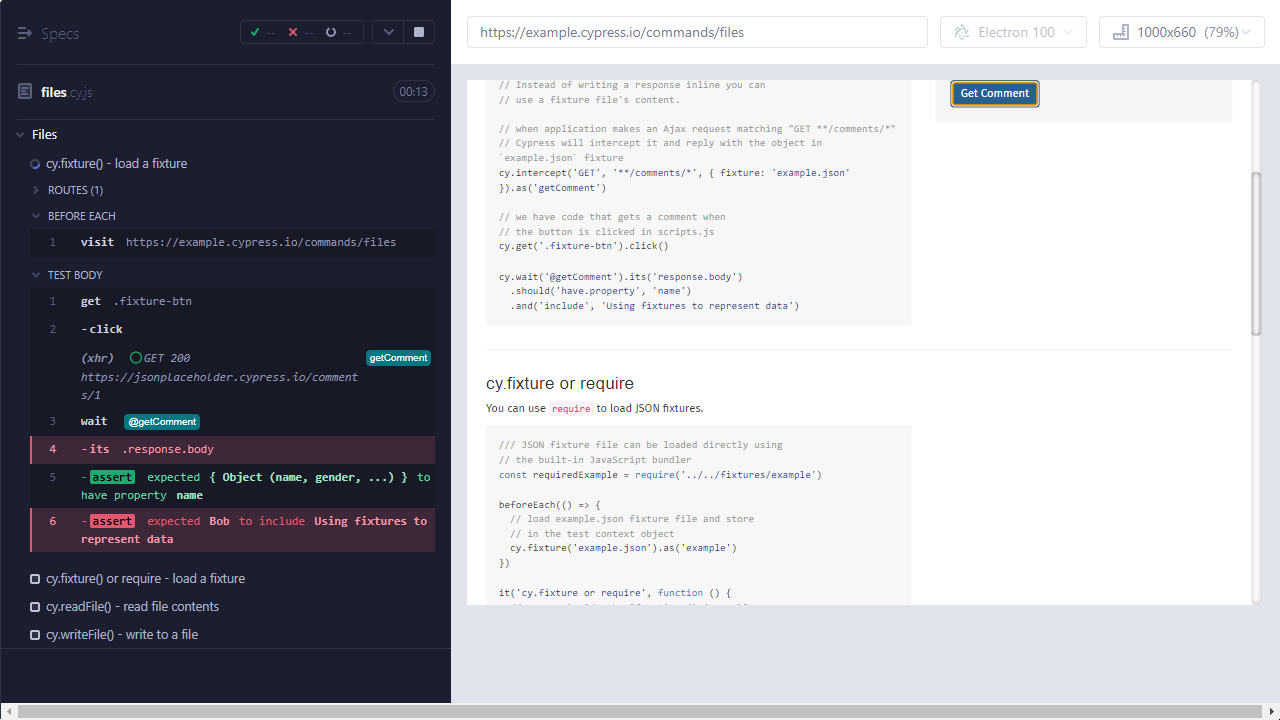 Specs
--
--
--
files cy.js
00:13
Files
cy.fixture() - load a fixture
ROUTES (1)
BEFORE EACH
1 visit https://example.cypress.io/commands/files
TEST BODY
1 get .fixture-btn
2 -click
(xhr) GET 200 getComment
https://jsonplaceholder.cypress.io/comment
s/1
3 wait @getComment
4 -its .response.body
5 -assert expected { Object (name, gender, ...) } to
have property name
6 -assert expected Bob to include Using fixtures to
represent data
cy.fixture() or require - load a fixture
cy.readFile() - read file contents
cy.writeFile() - write to a file
https://example.cypress.io/commands/files
Electron 100
1000x660 (79%)
// Instead of writing a response inline you can
// use a fixture file's content.
// when application makes an Ajax request matching "GET **/comments/*"
// Cypress will intercept it and reply with the object in
`example.json` fixture
cy.intercept('GET', '**/comments/*', { fixture: 'example.json'
}).as('getComment')
// we have code that gets a comment when
// the button is clicked in scripts.js
cy.get('.fixture-btn').click()
cy.wait('@getComment').its('response.body')
.should('have.property', 'name')
.and('include', 'Using fixtures to represent data')
Get Comment
cy.fixture or require
You can use require to load JSON fixtures.
/// JSON fixture file can be loaded directly using
// the built-in JavaScript bundler
const requiredExample = require('../../fixtures/example')
beforeEach(() => {
// load example.json fixture file and store
// in the test context object
cy.fixture('example.json').as('example')
})
it('cy.fixture or require', function () {